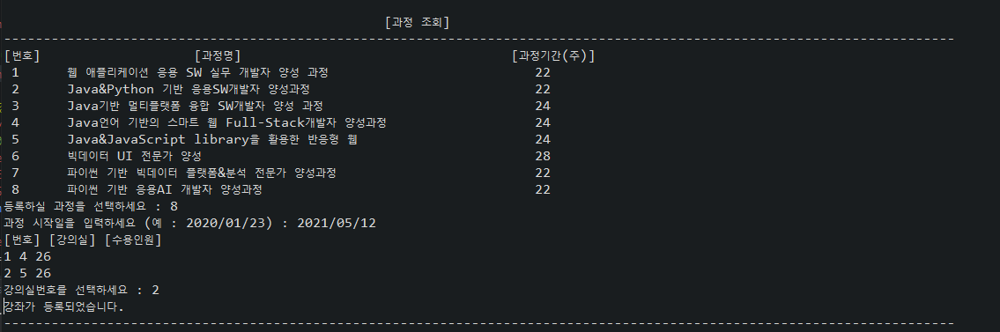 [과정 조회]
------------------------------------------------------------------------------------------------------------------------
[번호] [과정명] [과정기간(주)]
1 웹 애플리케이션 응용 SW 실무 개발자 양성 과정 22
2 Java&Python 기반 응용SW개발자 양성과정 22
3 Java기반 멀티플랫폼 융합 SW개발자 양성 과정 24
4 Java언어 기반의 스마트 웹 Full-Stack개발자 양성과정 24
5 Java&JavaScript library을 활용한 반응형 웹 24
6 빅데이터 UI 전문가 양성 28
7 파이썬 기반 빅데이터 플랫폼&분석 전문가 양성과정 22
8 파이썬 기반 응용AI 개발자 양성과정 22
등록하실 과정을 선택하세요 : 8
과정 시작일을 입력하세요 (예 : 2020/01/23) : 2021/05/12
[번호] [강의실] [수용인원]
1 4 26
2 5 26
강의실번호를 선택하세요 : 2
강좌가 등록되었습니다.
------------------------------------------------------------------------------------------------------------------------